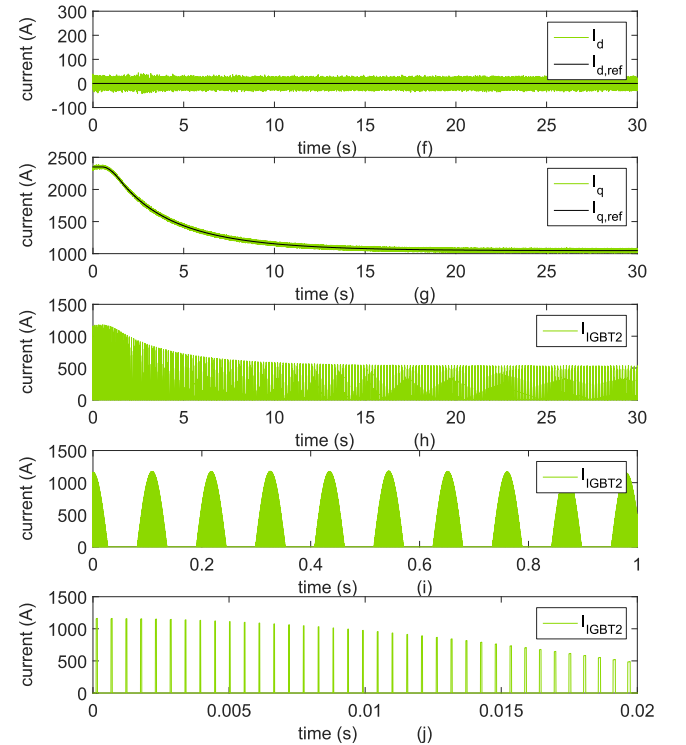 300
200
100
0
-100
current (A)
I_d
I_d,ref
0 5 10 15 20 25 30
time (s) (f)
2500
2000
1500
1000
current (A)
I_q
I_q,ref
0 5 10 15 20 25 30
time (s) (g)
1500
1000
500
0
current (A)
I_IGBT2
0 5 10 15 20 25 30
time (s) (h)
1500
1000
500
0
current (A)
I_IGBT2
0 0.2 0.4 0.6 0.8 1
time (s) (i)
1500
1000
500
0
current (A)
I_IGBT2
0 0.005 0.01 0.015 0.02
time (s) (j)